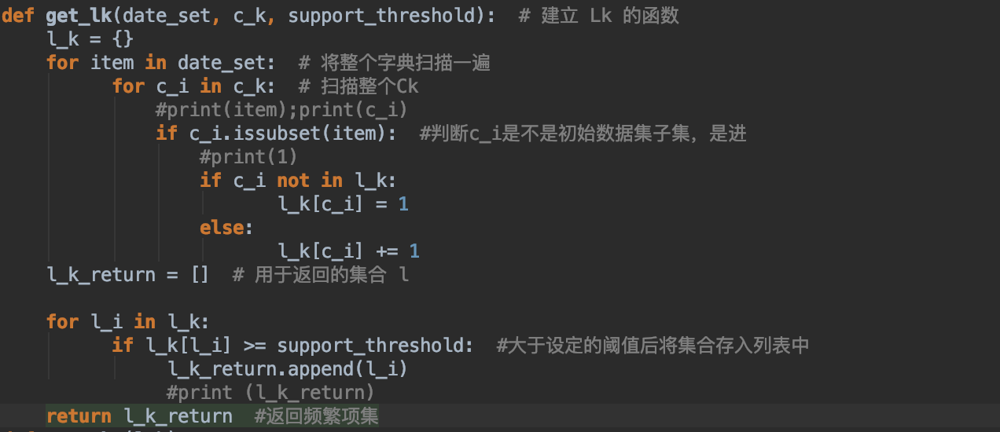 def get_lk(date_set, c_k, support_threshold):  # 建立 Lk 的函数
    l_k = {}
    for item in date_set:  # 将整个字典扫描一遍
          for c_i in c_k:  # 扫描整个Ck
              #print(item);print(c_i)
              if c_i.issubset(item):  #判断c_i是不是初始数据集子集，是进
                  #print(1)
                  if c_i not in l_k:
                         l_k[c_i] = 1
                  else:
                         l_k[c_i] += 1
    l_k_return = []  # 用于返回的集合 l
    for l_i in l_k:
          if l_k[l_i] >= support_threshold:  #大于设定的阈值后将集合存入列表中
               l_k_return.append(l_i)
               #print (l_k_return)
    return l_k_return  #返回频繁项集